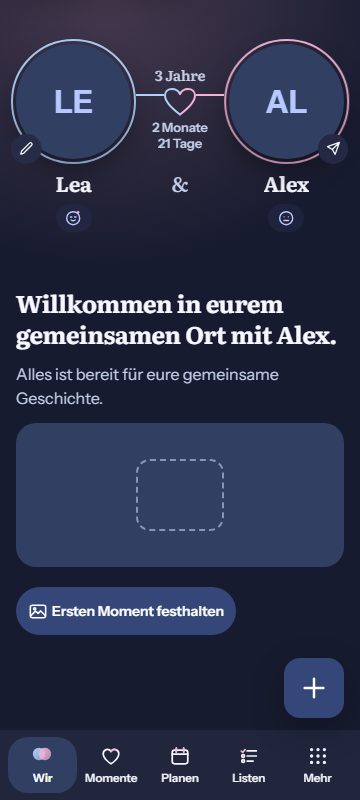 LE
3 Jahre
AL
2 Monate
21 Tage
Lea
&
Alex
Willkommen in eurem
gemeinsamen Ort mit Alex.
Alles ist bereit für eure gemeinsame
Geschichte.
Ersten Moment festhalten
Wir
Momente
Planen
Listen
Mehr